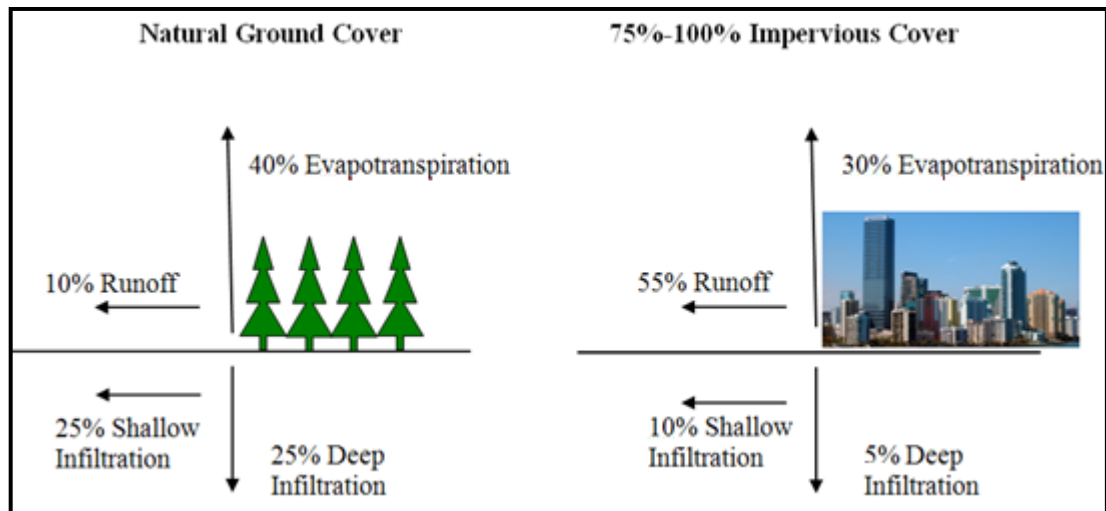 Natural Ground Cover
75%-100% Impervious Cover
40% Evapotranspiration
30% Evapotranspiration
10% Runoff
55% Runoff
25% Shallow
Infiltration
25% Deep
Infiltration
10% Shallow
Infiltration
5% Deep
Infiltration